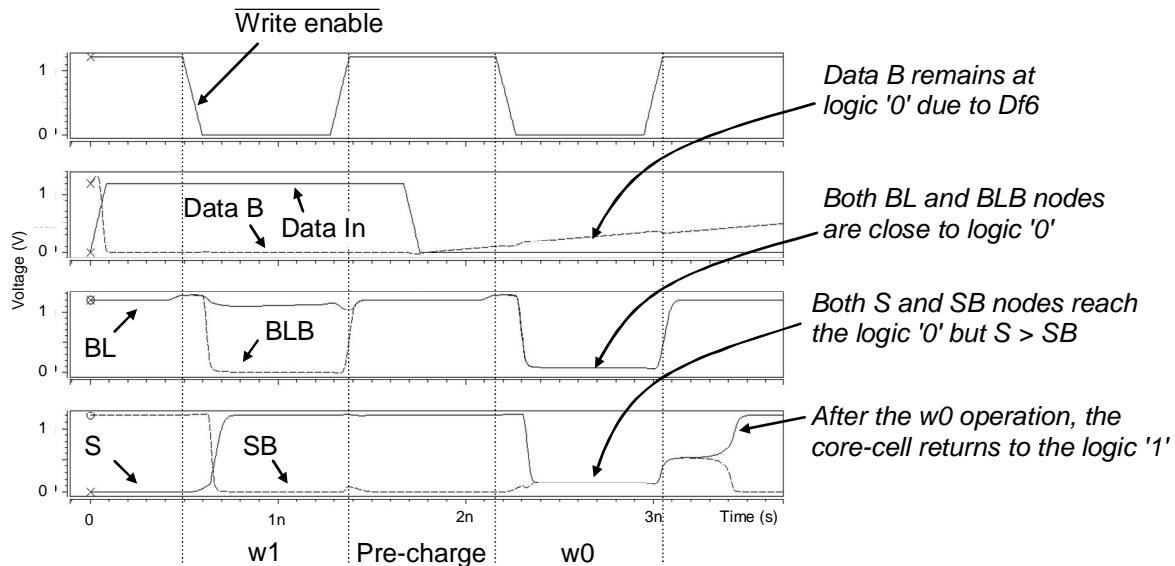 Write enable
1
0
Data B remains at
logic '0' due to Df6
1
Data B
Data In
0
Both BL and BLB nodes
are close to logic '0'
Voltage (V)
1
BL
BLB
0
Both S and SB nodes reach
the logic '0' but S > SB
1
S
SB
0
After the w0 operation, the
core-cell returns to the logic '1'
0 1n 2n 3n Time (s)
w1 Pre-charge w0